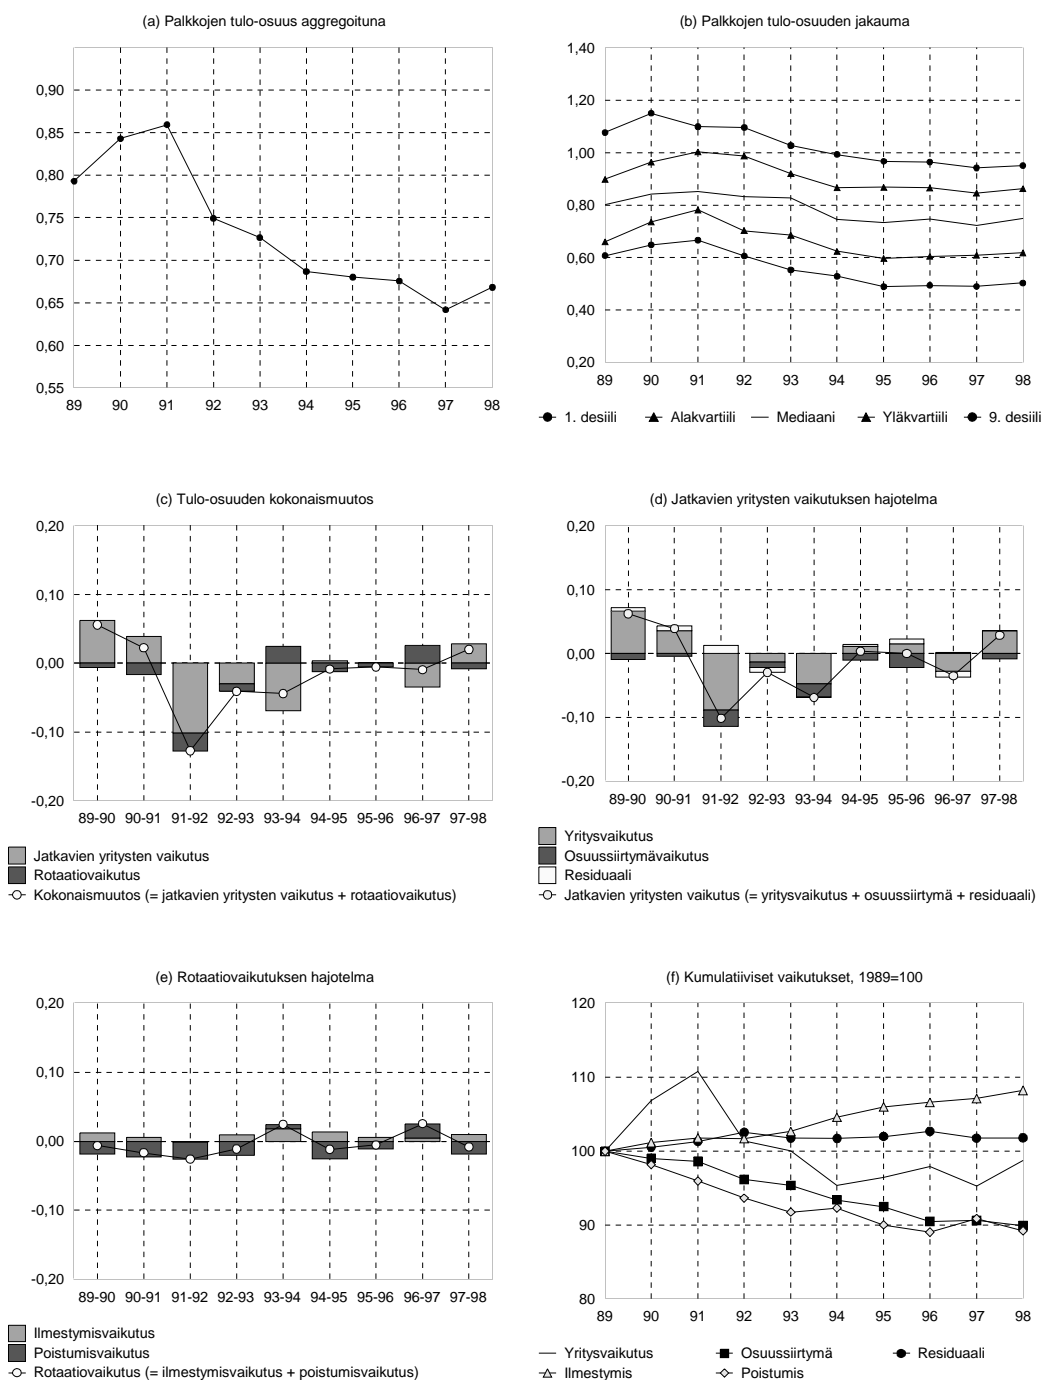 (a) Palkkojen tulo-osuus aggregoituna
0,90
0,85
0,80
0,75
0,70
0,65
0,60
0,55
89 90 91 92 93 94 95 96 97 98
(b) Palkkojen tulo-osuuden jakauma
1,40
1,20
1,00
0,80
0,60
0,40
0,20
89 90 91 92 93 94 95 96 97 98
1. desiili Alakvartiili Mediaani Yläkvartiili 9. desiili
(c) Tulo-osuuden kokonaismuutos
0,20
0,10
0,00
-0,10
-0,20
89-90 90-91 91-92 92-93 93-94 94-95 95-96 96-97 97-98
Jatkavien yritysten vaikutus
Rotaatiovaikutus
Kokonaismuutos (= jatkavien yritysten vaikutus + rotaatiovaikutus)
(d) Jatkavien yritysten vaikutuksen hajotelma
0,20
0,10
0,00
-0,10
-0,20
89-90 90-91 91-92 92-93 93-94 94-95 95-96 96-97 97-98
Yritysvaikutus
Osuussiirtymävaikutus
Residuaali
Jatkavien yritysten vaikutus (= yritysvaikutus + osuussiirtymä + residuaali)
(e) Rotaatiovaikutuksen hajotelma
0,20
0,10
0,00
-0,10
-0,20
89-90 90-91 91-92 92-93 93-94 94-95 95-96 96-97 97-98
Ilmestymisvaikutus
Poistumisvaikutus
Rotaatiovaikutus (= ilmestymisvaikutus + poistumisvaikutus)
(f) Kumulatiiviset vaikutukset, 1989=100
120
110
100
90
80
89 90 91 92 93 94 95 96 97 98
Yritysvaikutus Osuussiirtymä Residuaali
Ilmestymis Poistumis